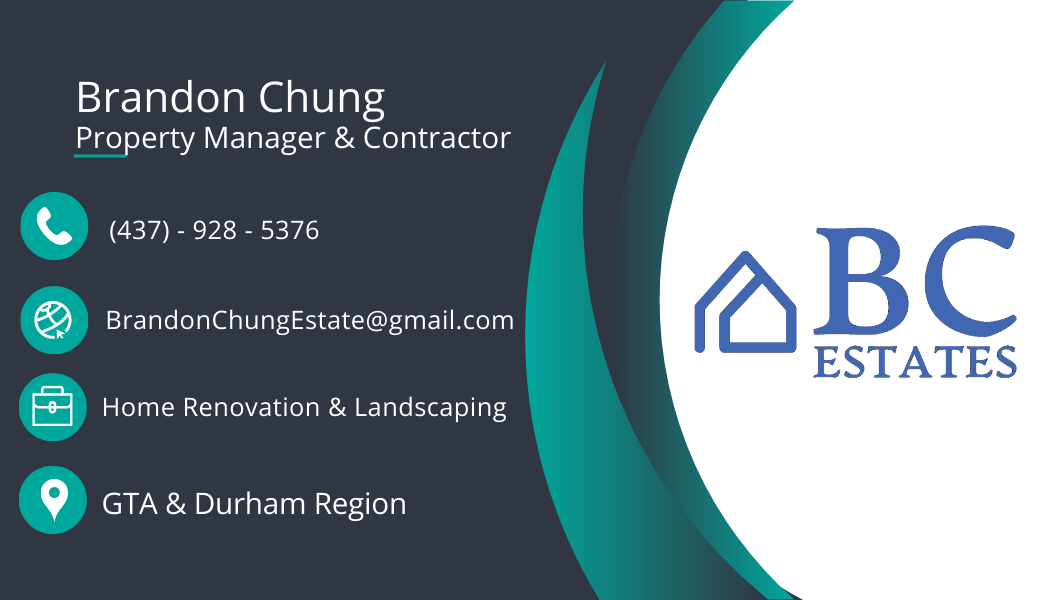 Brandon Chung
Property Manager & Contractor
(437) - 928 - 5376
BrandonChungEstate@gmail.com
Home Renovation & Landscaping
GTA & Durham Region
BC
ESTATES